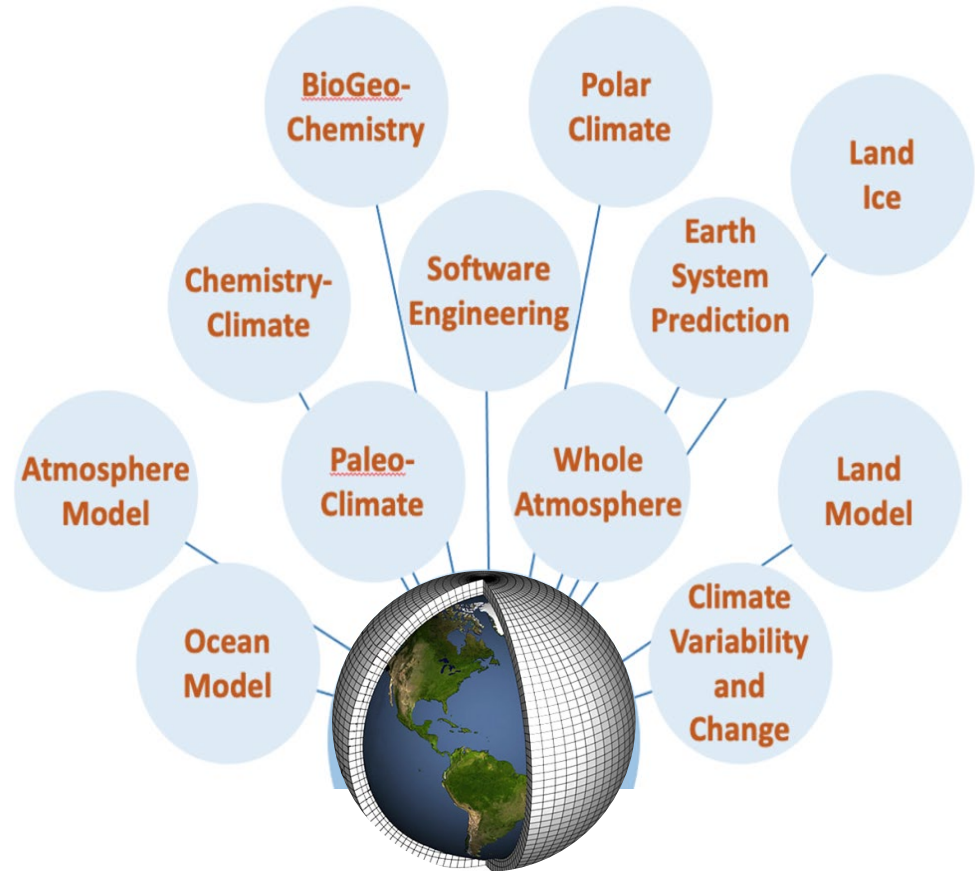 BioGeo-
Chemistry
Polar
Climate
Land
Ice
Chemistry-
Climate
Software
Engineering
Earth
System
Prediction
Atmosphere
Model
Paleo-
Climate
Whole
Atmosphere
Land
Model
Ocean
Model
Climate
Variability
and
Change